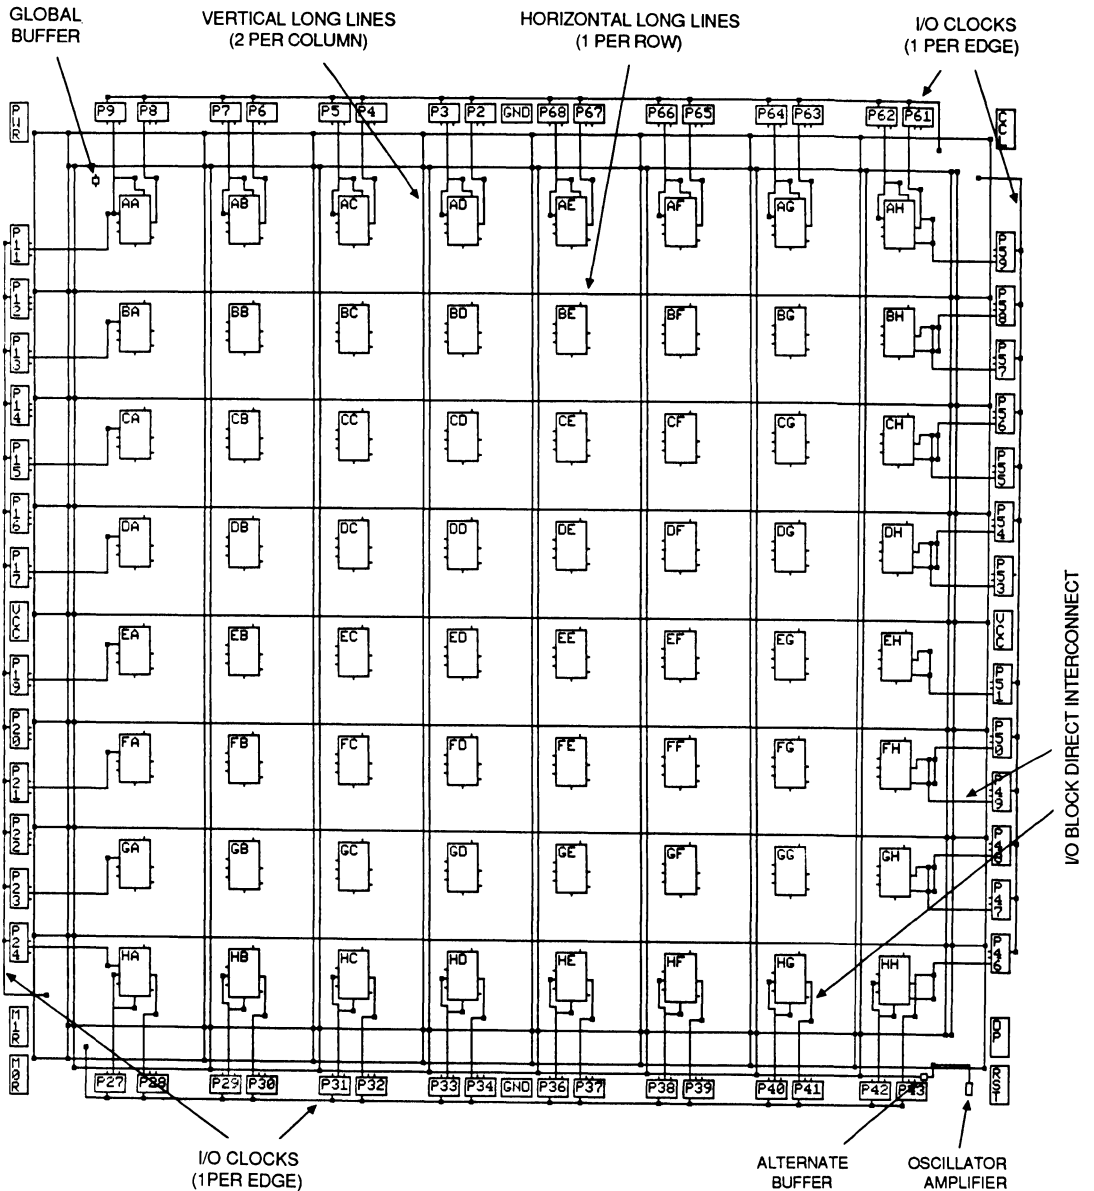 GLOBAL
BUFFER
VERTICAL LONG LINES
(2 PER COLUMN)
HORIZONTAL LONG LINES
(1 PER ROW)
I/O CLOCKS
(1 PER EDGE)
PWR
P9 P8 P7 P6 P5 P4 P3 P2 GND P68 P67 P66 P65 P64 P63 P62 P61
CCL
AA AB AC AD AE AF AG AH
P11
P59
P12
P58
BA BB BC BD BE BF BG BH
P13
P57
P14
P56
CA CB CC CD CE CF CG CH
P15
P55
P16
P54
DA DB DC DD DE DF DG DH
P17
P53
VCC
VCC
EA EB EC ED EE EF EG EH
P19
P51
P20
P50
FA FB FC FD FE FF FG FH
P21
P49
P22
P48
GA GB GC GD GE GF GG GH
P23
P47
P24
P46
HA HB HC HD HE HF HG HH
M1R
DP
M0R
RST
P27 P28 P29 P30 P31 P32 P33 P34 GND P36 P37 P38 P39 P40 P41 P42 P43
I/O BLOCK DIRECT INTERCONNECT
I/O CLOCKS
(1PER EDGE)
ALTERNATE
BUFFER
OSCILLATOR
AMPLIFIER